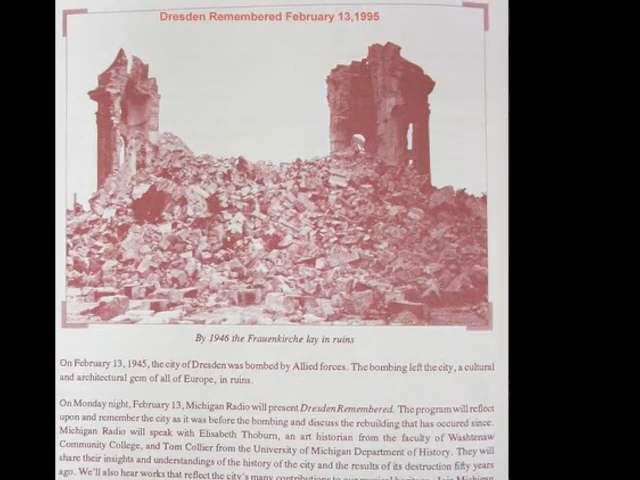 Dresden Remembered February 13,1995
By 1946 the Frauenkirche lay in ruins
On February 13, 1945, the city of Dresden was bombed by Allied forces. The bombing left the city, a cultural
and architectural gem of all of Europe, in ruins.
On Monday night, February 13, Michigan Radio will present Dresden Remembered. The program will reflect
upon and remember the city as it was before the bombing and discuss the rebuilding that has occured since.
Michigan Radio will speak with Elisabeth Thoburn, an art historian from the faculty of Washtenaw
Community College, and Tom Collier from the University of Michigan Department of History. They will
share their insights and understandings of the history of the city and the results of its destruction fifty years
ago. We'll also hear works that reflect the city's many contributions to our musical heritage. Join Michigan